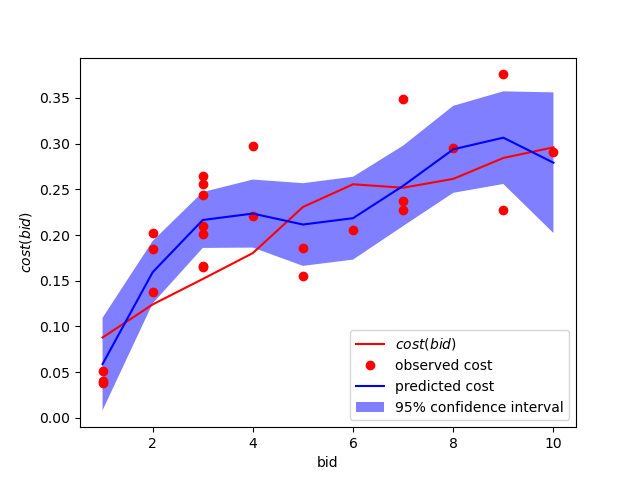 0.35
0.30
0.25
0.20
0.15
0.10
0.05
0.00
cost(bid)
2
4
6
8
10
bid
cost(bid)
observed cost
predicted cost
95% confidence interval